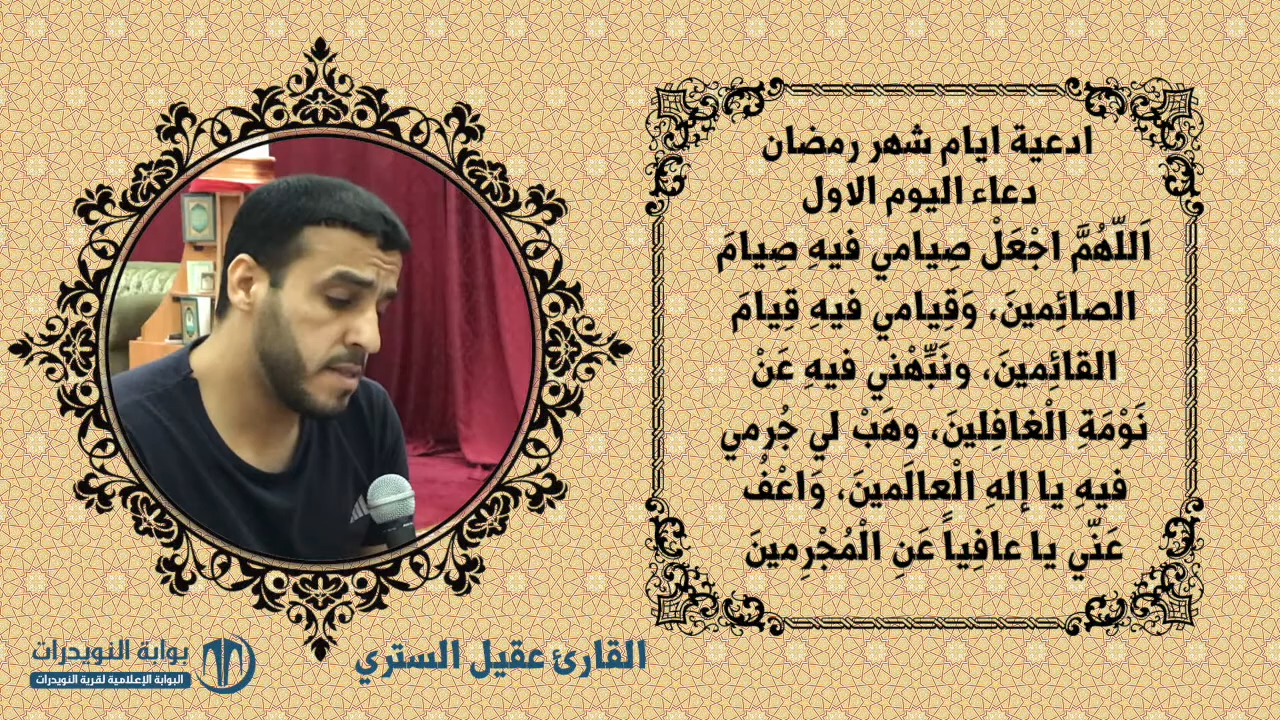 ادعية ايام شهر رمضان
دعاء اليوم الاول
اَللّهُمَّ اجْعَلْ صِيامي فيهِ صِيامَ
الصائِمينَ، وَقِيامي فيهِ قِيامَ
القائِمينَ، ونَبِّهْني فيهِ عَنْ
نَوْمَةِ الْغافِلينَ، وهَبْ لي جُرمي
فيهِ يا إلهِ الْعالَمينَ، وَاعْفُ
عَنّي يا عافِياً عَنِ الْمُجْرِمينَ
القارئ عقيل الستري
بوابة النويدرات
البوابة الإعلامية لقرية النويدرات